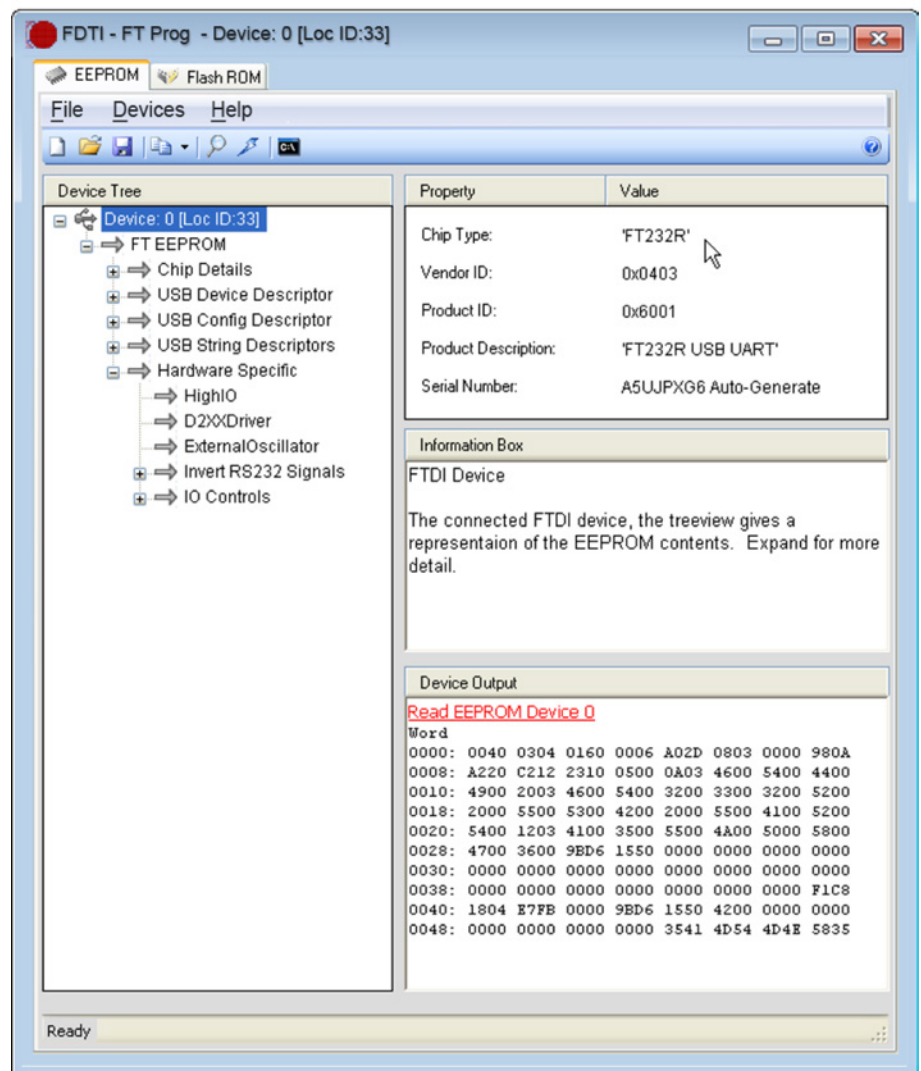 FDTI - FT Prog - Device: 0 [Loc ID:33]
EEPROM Flash ROM
File Devices Help
C:\
Device Tree
Device: 0 [Loc ID:33]
FT EEPROM
Chip Details
USB Device Descriptor
USB Config Descriptor
USB String Descriptors
Hardware Specific
HighIO
D2XXDriver
ExternalOscillator
Invert RS232 Signals
IO Controls
Property Value
Chip Type: 'FT232R'
Vendor ID: 0x0403
Product ID: 0x6001
Product Description: 'FT232R USB UART'
Serial Number: A5UJPXG6 Auto-Generate
Information Box
FTDI Device
The connected FTDI device, the treeview gives a
representaion of the EEPROM contents. Expand for more
detail.
Device Output
Read EEPROM Device 0
Word
0000: 0040 0304 0160 0006 A02D 0803 0000 980A
0008: A220 C212 2310 0500 0A03 4600 5400 4400
0010: 4900 2003 4600 5400 3200 3300 3200 5200
0018: 2000 5500 5300 4200 2000 5500 4100 5200
0020: 5400 1203 4100 3500 5500 4A00 5000 5800
0028: 4700 3600 9BD6 1550 0000 0000 0000 0000
0030: 0000 0000 0000 0000 0000 0000 0000 0000
0038: 0000 0000 0000 0000 0000 0000 0000 F1C8
0040: 1804 E7FB 0000 9BD6 1550 4200 0000 0000
0048: 0000 0000 0000 0000 3541 4D54 4D4E 5835
Ready